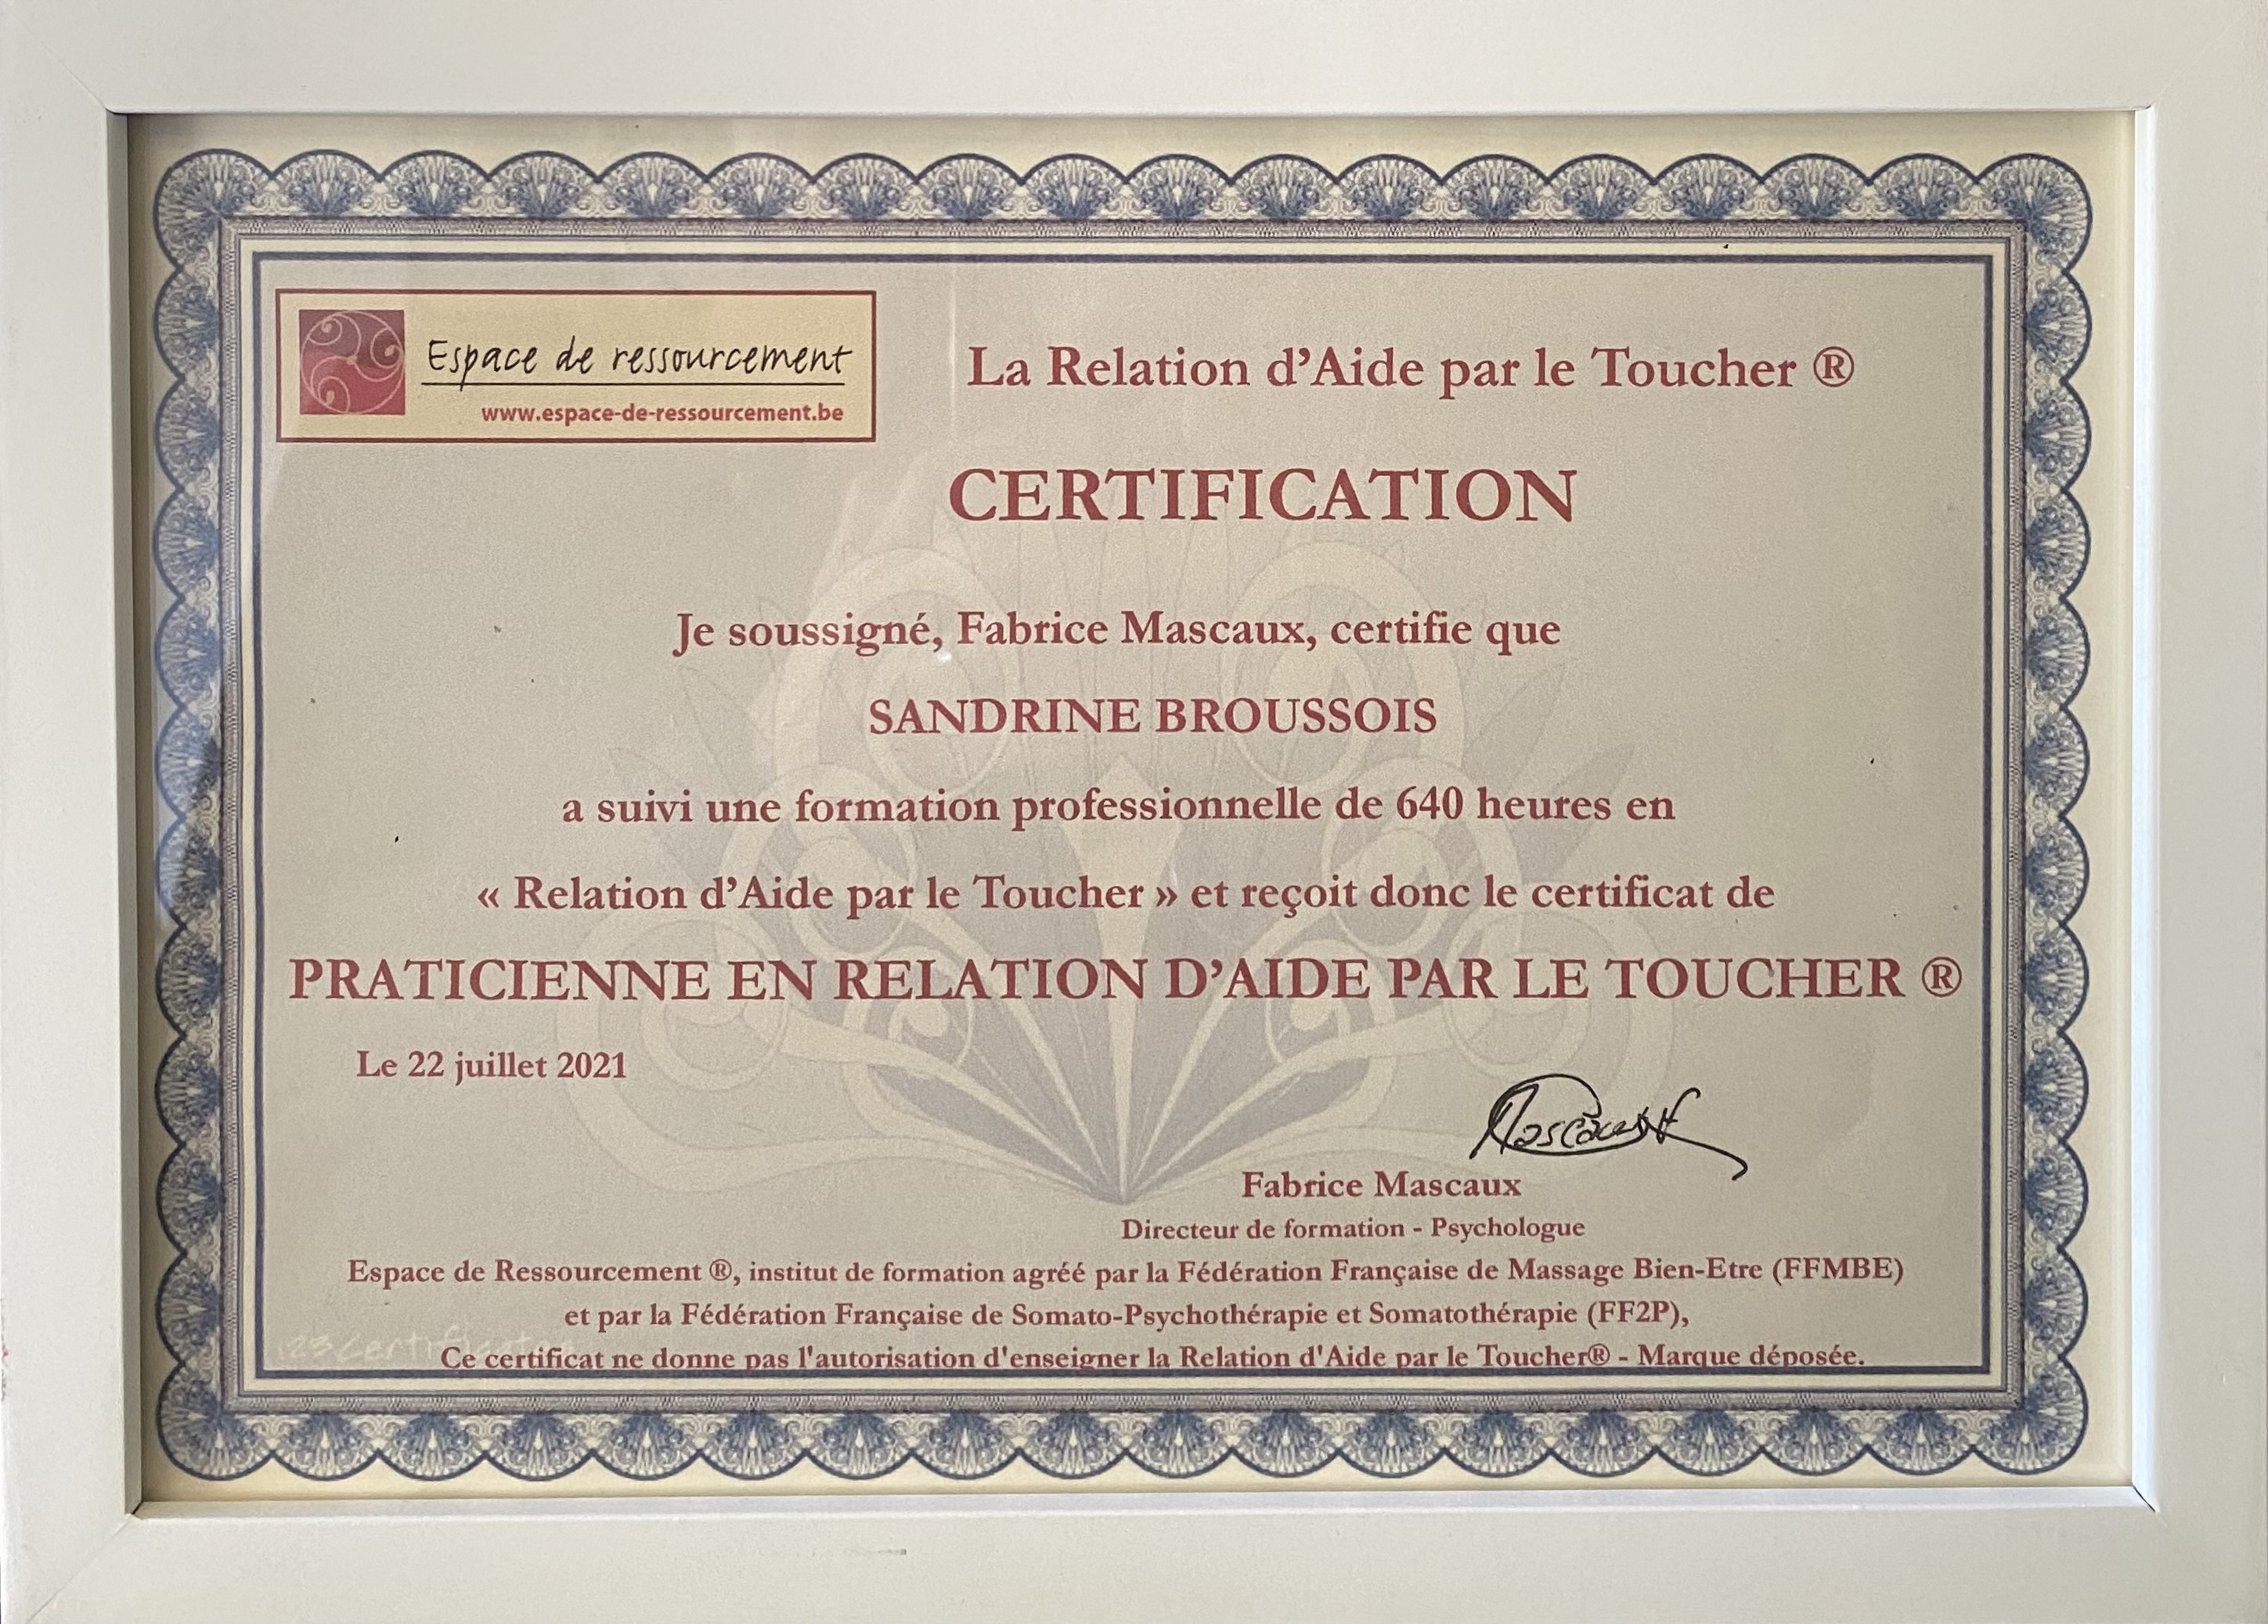 Espace de ressourcement
www.espace-de-ressourcement.be
La Relation d'Aide par le Toucher ®
CERTIFICATION
Je soussigné, Fabrice Mascaux, certifie que
SANDRINE BROUSSOIS
a suivi une formation professionnelle de 640 heures en
« Relation d'Aide par le Toucher » et reçoit donc le certificat de
PRATICIENNE EN RELATION D'AIDE PAR LE TOUCHER ®
Le 22 juillet 2021
Fabrice Mascaux
Directeur de formation - Psychologue
Espace de Ressourcement ®, institut de formation agréé par la Fédération Française de Massage Bien-Etre (FFMBE)
et par la Fédération Française de Somato-Psychothérapie et Somatothérapie (FF2P),
Ce certificat ne donne pas l'autorisation d'enseigner la Relation d'Aide par le Toucher® - Marque déposée.